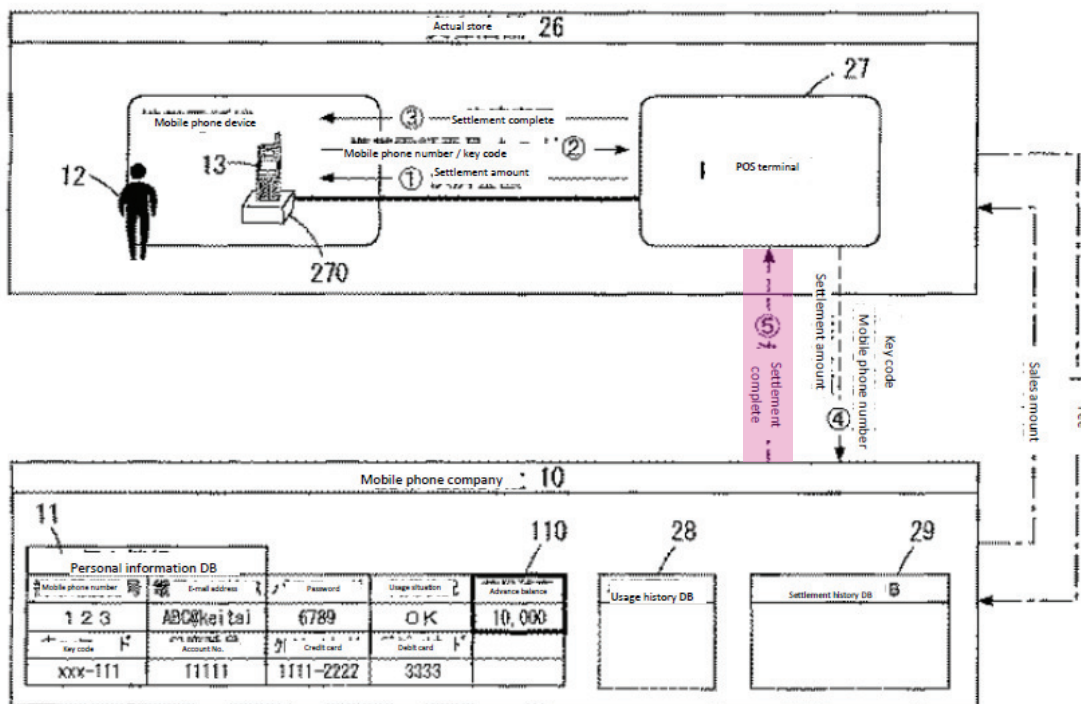 Actual store 26
27
Mobile phone device
③ Settlement complete
Mobile phone number / key code ②
① Settlement amount
12
13
270
POS terminal
⑤ Settlement complete
Settlement amount
Mobile phone number
Key code
④
Sales amount
Mobile phone company 10
11
110
28
29
Personal information DB
Mobile phone number 号 E-mail address Password Usage situation Advance balance
123 ABC@keitai 6789 OK 10,000
Key code ド Account No. Credit card Debit card ド
xxx-111 11111 1111-2222 3333
Usage history DB
Settlement history DB B